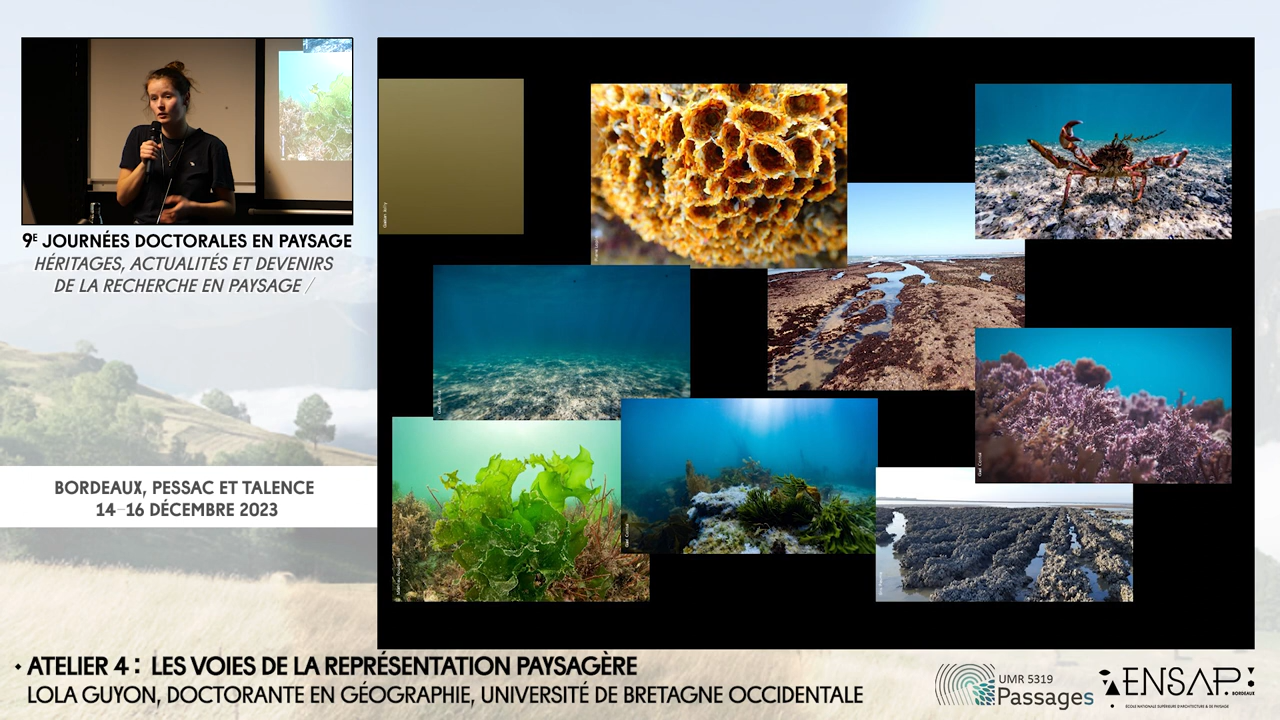 9E JOURNÉES DOCTORALES EN PAYSAGE
HÉRITAGES, ACTUALITÉS ET DEVENIRS
DE LA RECHERCHE EN PAYSAGE /
BORDEAUX, PESSAC ET TALENCE
14–16 DÉCEMBRE 2023
• ATELIER 4 : LES VOIES DE LA REPRÉSENTATION PAYSAGÈRE
LOLA GUYON, DOCTORANTE EN GÉOGRAPHIE, UNIVERSITÉ DE BRETAGNE OCCIDENTALE
UMR 5319
Passages
ENSAP
BORDEAUX
ÉCOLE NATIONALE SUPÉRIEURE D'ARCHITECTURE & DE PAYSAGE